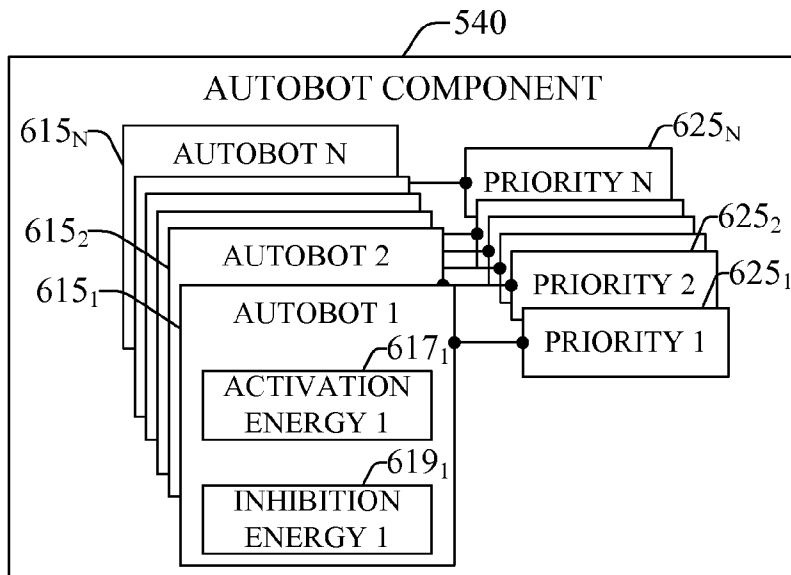 540
AUTOBOT COMPONENT
615N
AUTOBOT N
625N
PRIORITY N
6152
AUTOBOT 2
6252
PRIORITY 2
6151
AUTOBOT 1
6251
PRIORITY 1
6171
ACTIVATION
ENERGY 1
6191
INHIBITION
ENERGY 1